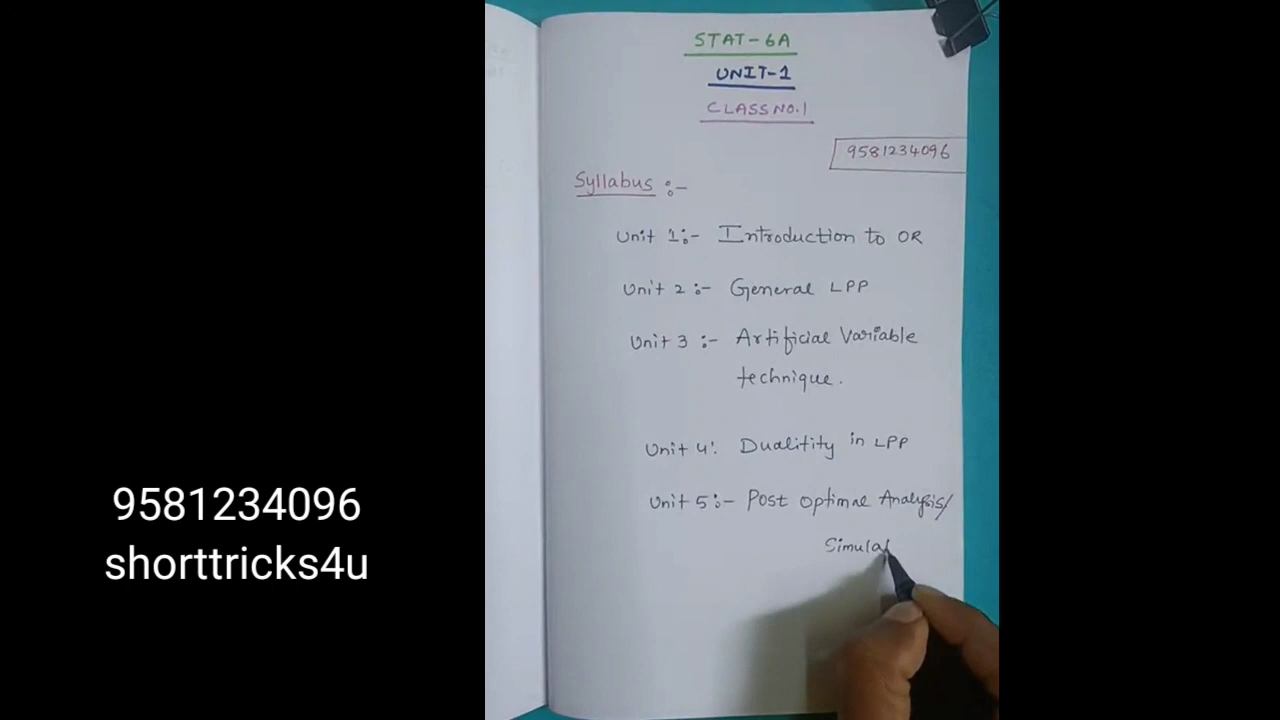 STAT-6A
UNIT-1
CLASS NO.1
9581234096
Syllabus :-
Unit 1:- Introduction to OR
Unit 2:- General LPP
Unit 3:- Artificial Variable
technique.
Unit 4: Dualitity in LPP
Unit 5:- Post Optimal Analysis/
Simulat
9581234096
shorttricks4u